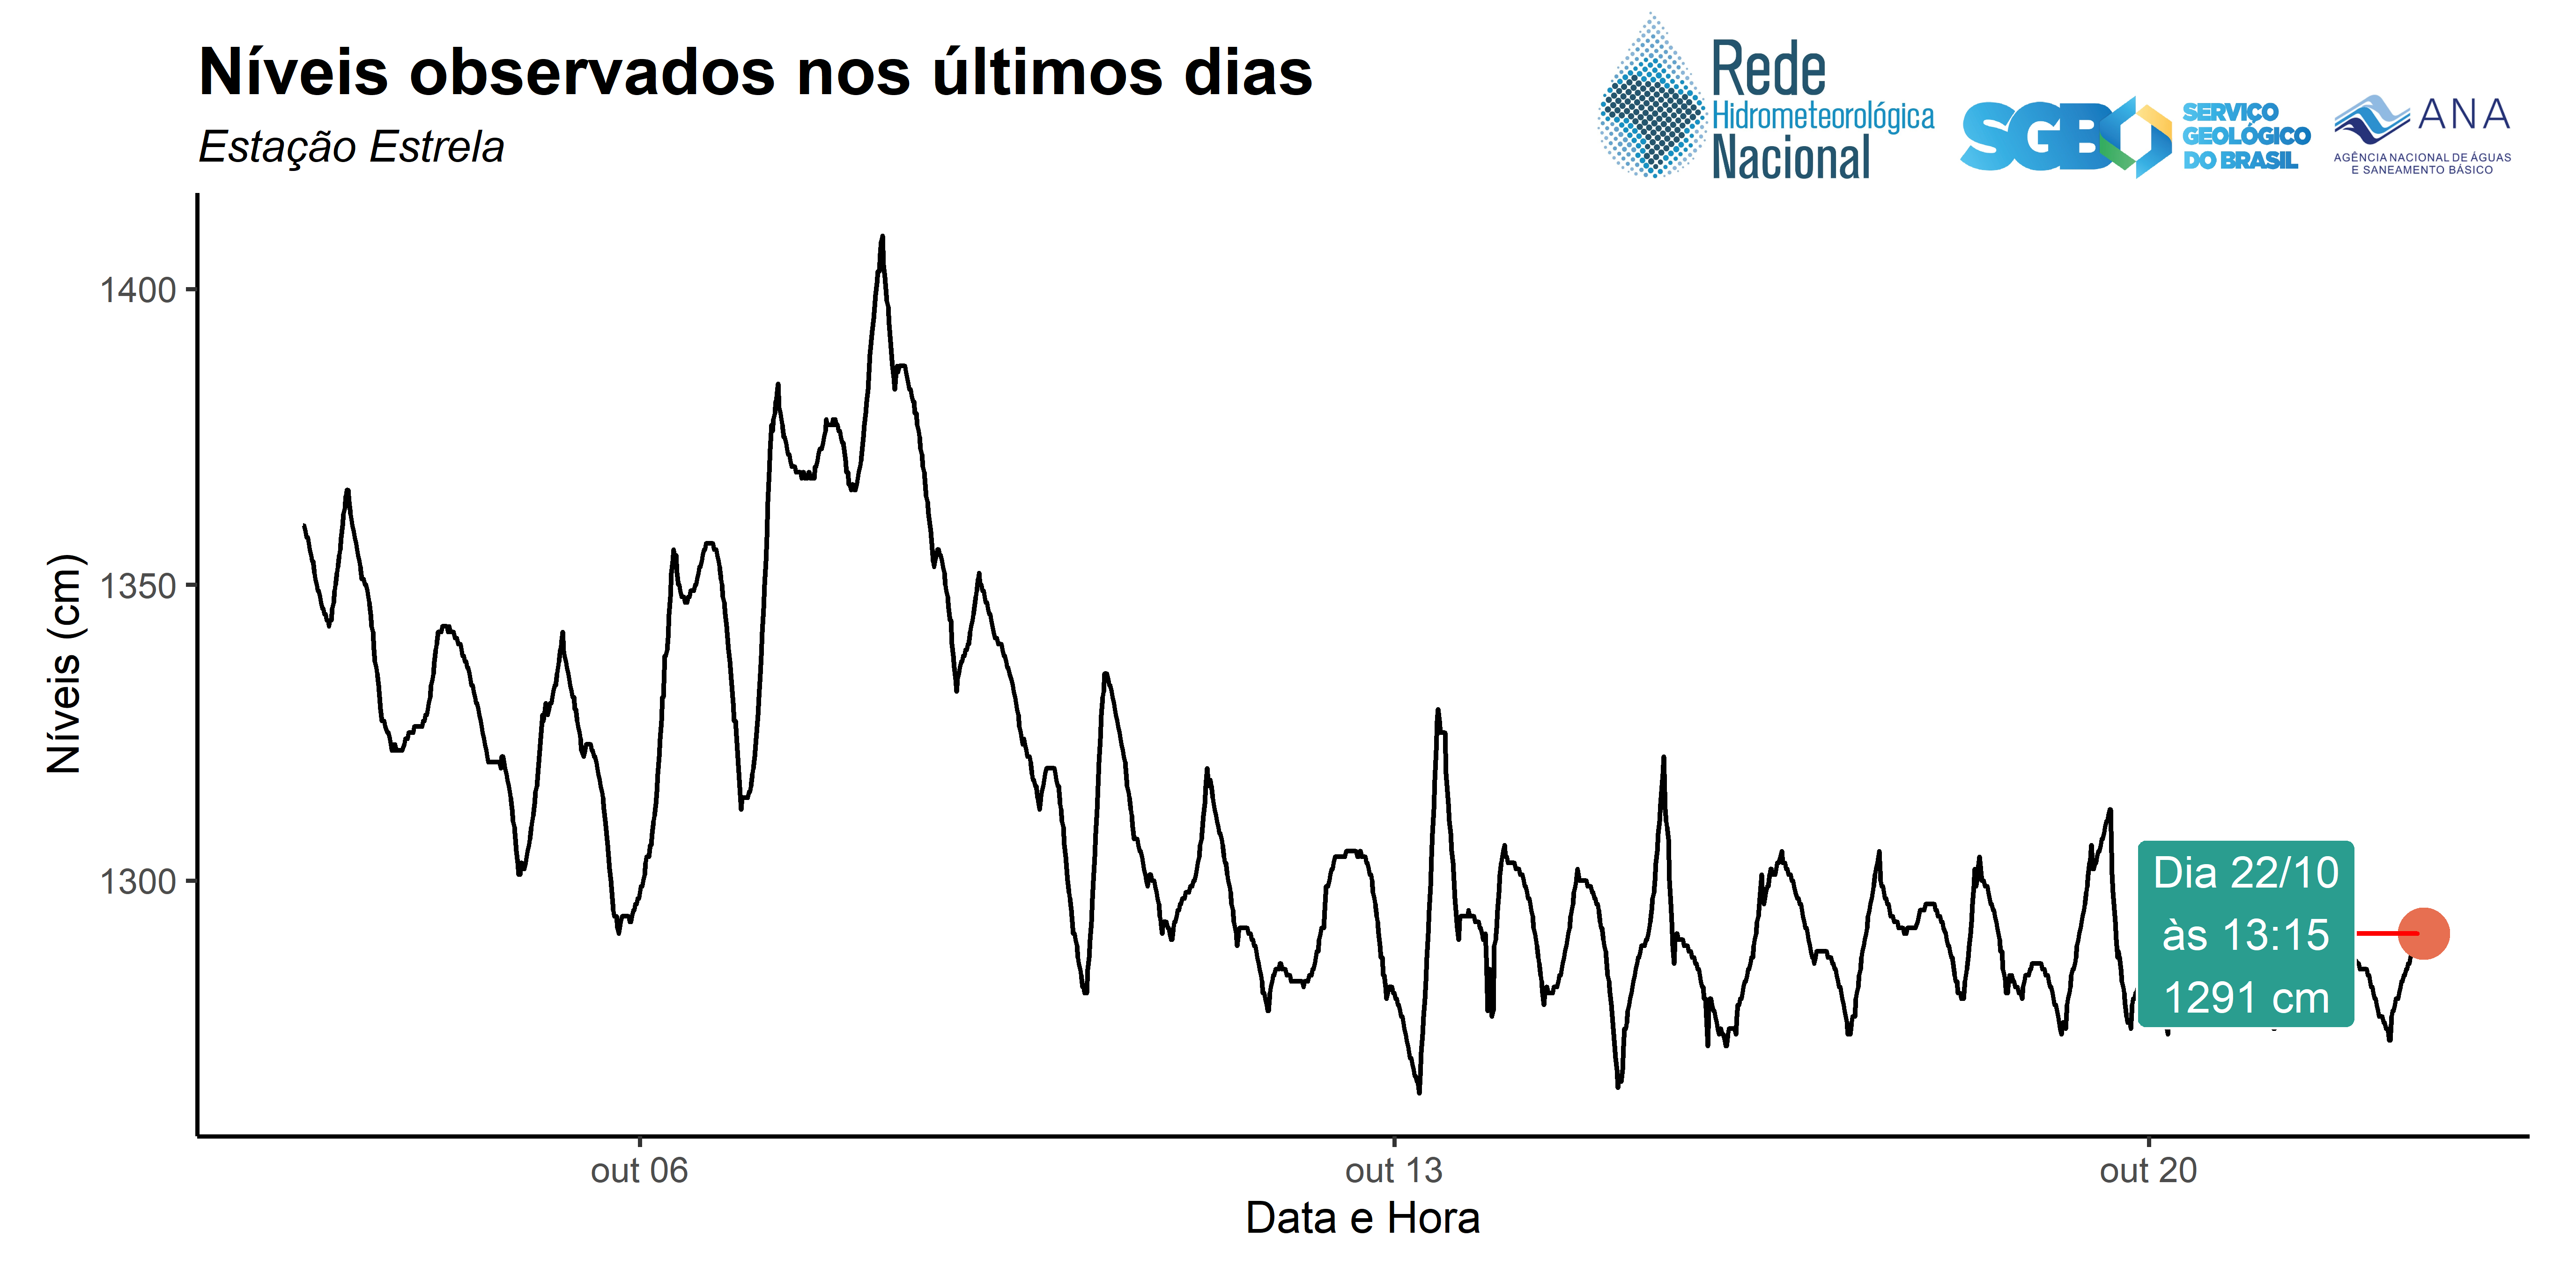 Níveis observados nos últimos dias
Estação Estrela
Rede
Hidrometeorológica
Nacional
SGB
SERVIÇO
GEOLÓGICO
DO BRASIL
ANA
AGÊNCIA NACIONAL DE ÁGUAS
E SANEAMENTO BÁSICO
Níveis (cm)
1400
1350
1300
Dia 22/10
às 13:15
1291 cm
out 06
out 13
out 20
Data e Hora